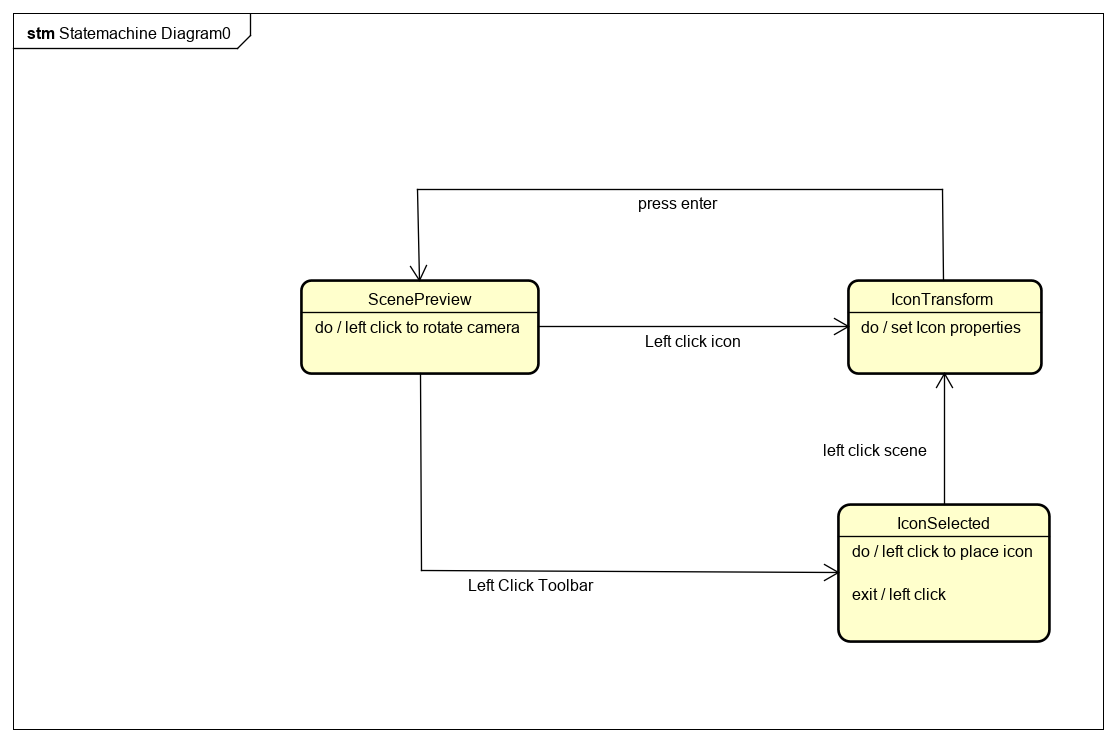 stm Statemachine Diagram0
press enter
ScenePreview
do / left click to rotate camera
Left click icon
IconTransform
do / set Icon properties
left click scene
IconSelected
do / left click to place icon
exit / left click
Left Click Toolbar